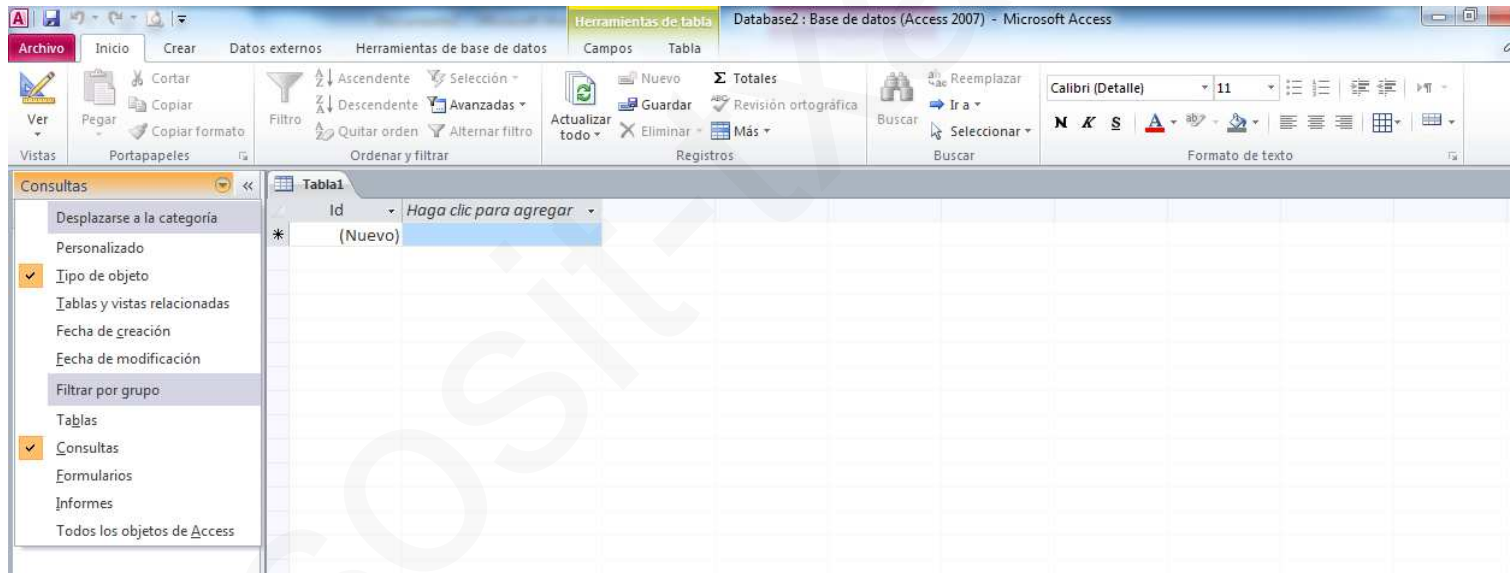 Herramientas de tabla Database2 : Base de datos (Access 2007) - Microsoft Access
Archivo Inicio Crear Datos externos Herramientas de base de datos Campos Tabla
Ver
Vistas
Pegar
Cortar
Copiar
Copiar formato
Portapapeles
Filtro
Ascendente
Descendente
Quitar orden
Selección
Avanzadas
Alternar filtro
Ordenar y filtrar
Actualizar
todo
Nuevo
Guardar
Eliminar
Totales
Revisión ortográfica
Más
Registros
Buscar
Reemplazar
Ir a
Seleccionar
Buscar
Calibri (Detalle) 11
N K S A
Formato de texto
Consultas
Desplazarse a la categoría
Personalizado
Tipo de objeto
Tablas y vistas relacionadas
Fecha de creación
Fecha de modificación
Filtrar por grupo
Tablas
Consultas
Formularios
Informes
Todos los objetos de Access
Tabla1
Id Haga clic para agregar
(Nuevo)